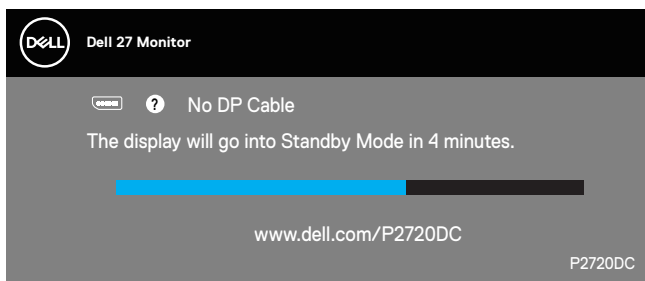 DELL
Dell 27 Monitor
? No DP Cable
The display will go into Standby Mode in 4 minutes.
www.dell.com/P2720DC
P2720DC